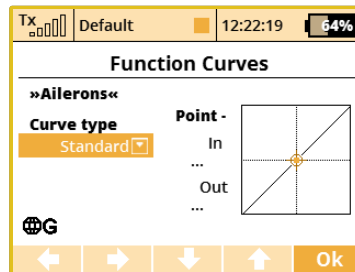 Tx Default 12:22:19 64%
Function Curves
»Ailerons«
Curve type
Standard
Point -
In
...
Out
...
G
Ok